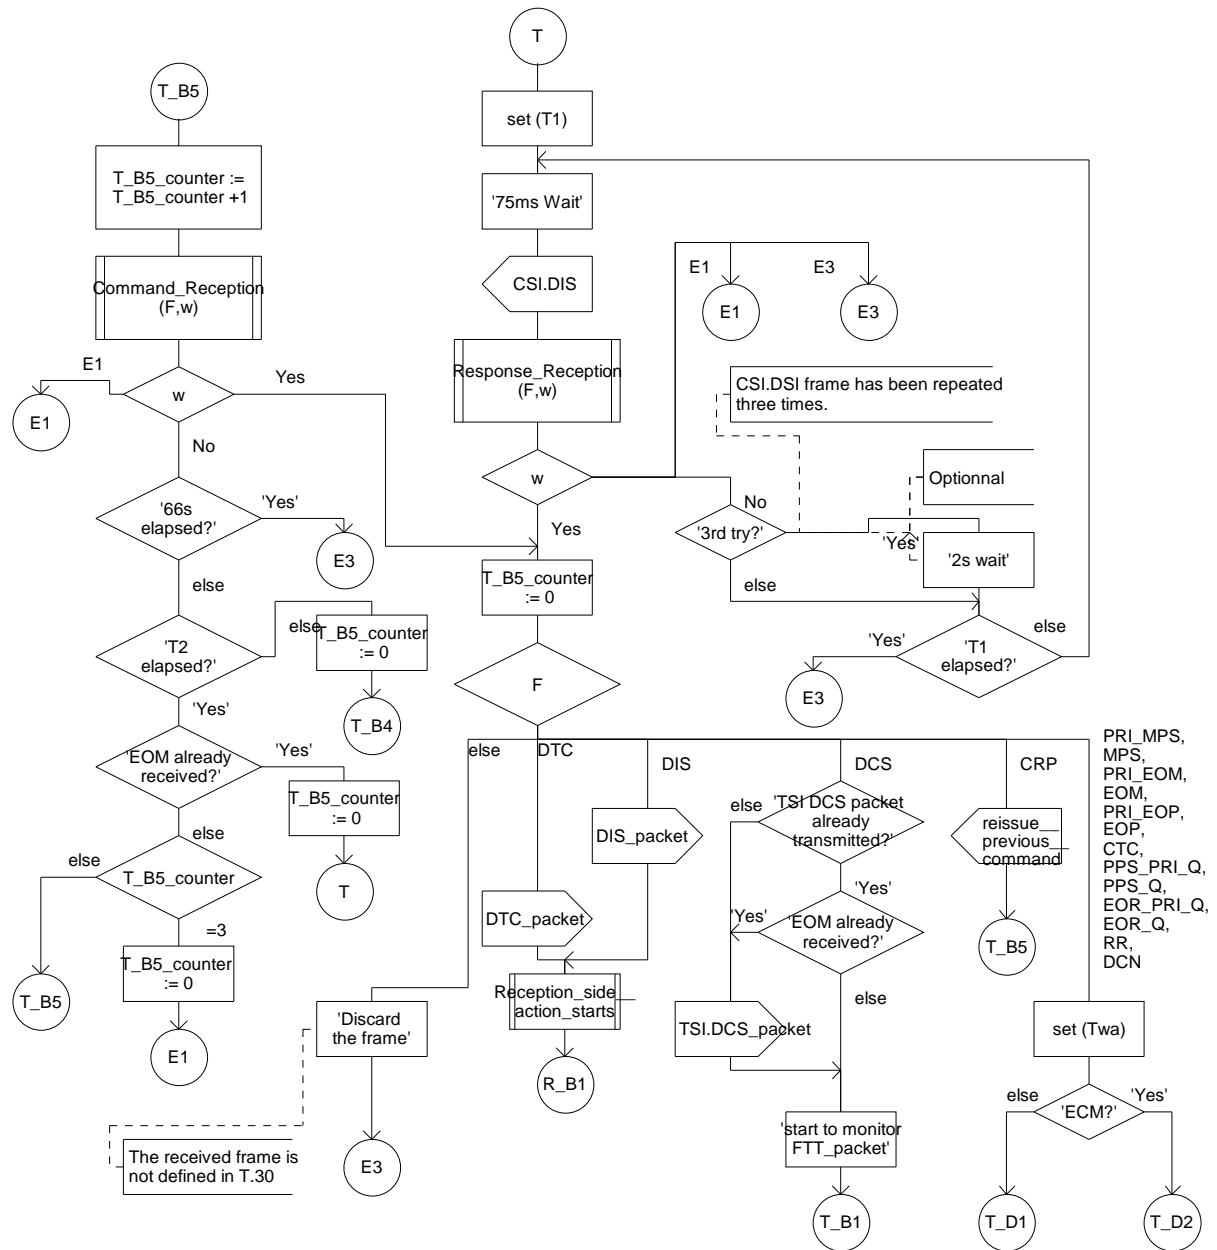 T
T_B5
set (T1)
T_B5_counter :=
T_B5_counter +1
'75ms Wait'
Command_Reception
(F,w)
CSI.DIS
E1
E3
E1
E3
E1
w
Yes
E1
No
Response_Reception
(F,w)
CSI.DSI frame has been repeated
three times.
w
Optionnal
'66s
elapsed?'
'Yes'
E3
else
Yes
No
'3rd try?'
'Yes'
'2s wait'
else
T_B5_counter
:= 0
'T2
elapsed?'
else
T_B5_counter
:= 0
T_B4
'Yes'
F
'Yes'
'T1
elapsed?'
else
E3
'EOM already
received?'
'Yes'
T_B5_counter
:= 0
T
else
else
T_B5_counter
=3
T_B5
T_B5_counter
:= 0
E1
else
DTC
DIS
DCS
CRP
PRI_MPS,
MPS,
PRI_EOM,
EOM,
PRI_EOP,
EOP,
CTC,
PPS_PRI_Q,
PPS_Q,
EOR_PRI_Q,
EOR_Q,
RR,
DCN
DIS_packet
else
'TSI DCS packet
already
transmitted?'
reissue__
previous__
command
'Yes'
DTC_packet
'Yes'
'EOM already
received?'
T_B5
else
Reception_side__
action_starts
R_B1
'Discard
the frame'
TSI.DCS_packet
set (Twa)
else
'ECM?'
'Yes'
'start to monitor
FTT_packet'
The received frame is
not defined in T.30
E3
T_B1
T_D1
T_D2